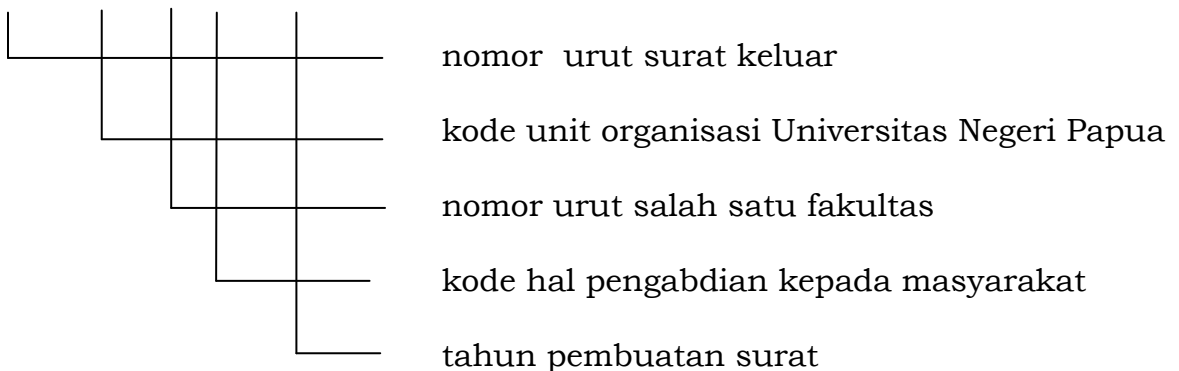 nomor urut surat keluar
kode unit organisasi Universitas Negeri Papua
nomor urut salah satu fakultas
kode hal pengabdian kepada masyarakat
tahun pembuatan surat